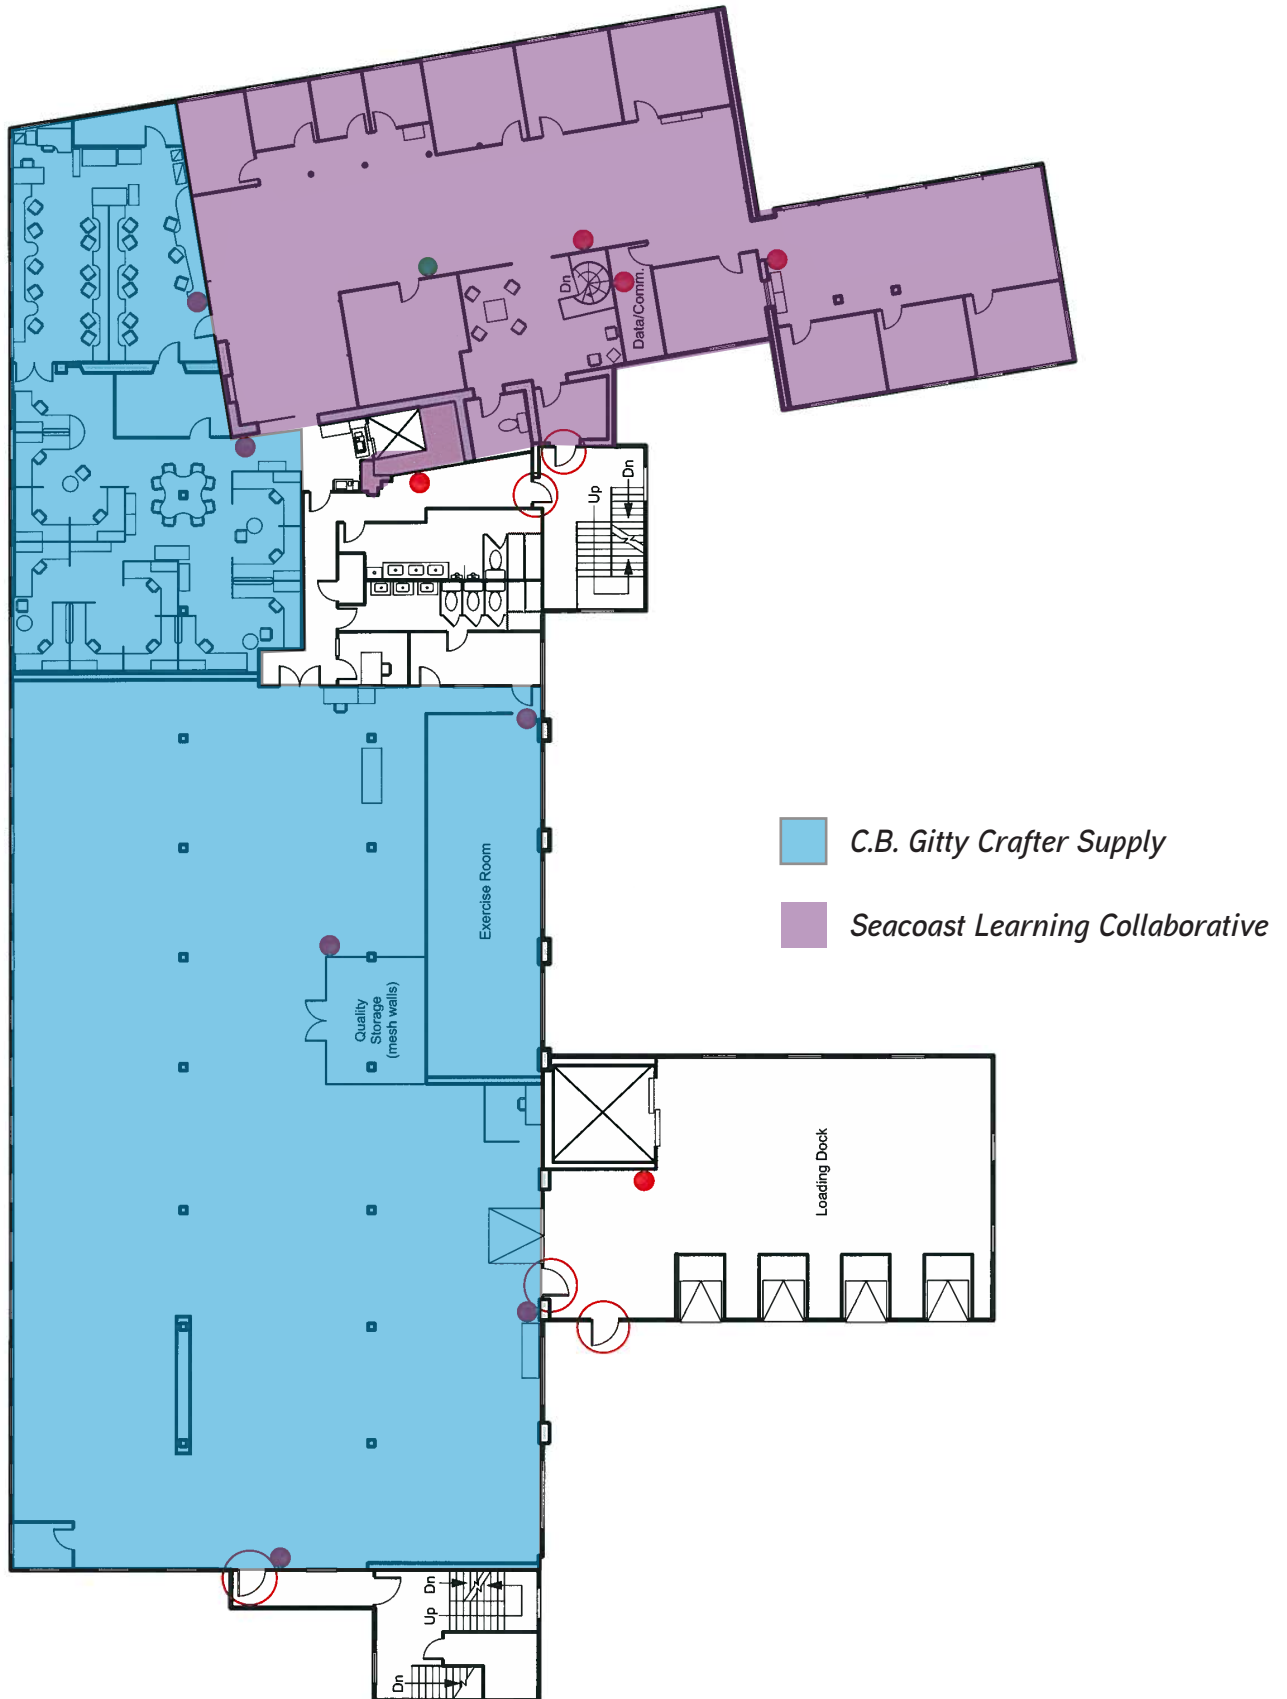 Dn
Data/Comm.
Dn
Up
C.B. Gitty Crafter Supply
Exercise Room
Seacoast Learning Collaborative
Quality
Storage
(mesh walls)
Loading Dock
Dn
Up
Dn